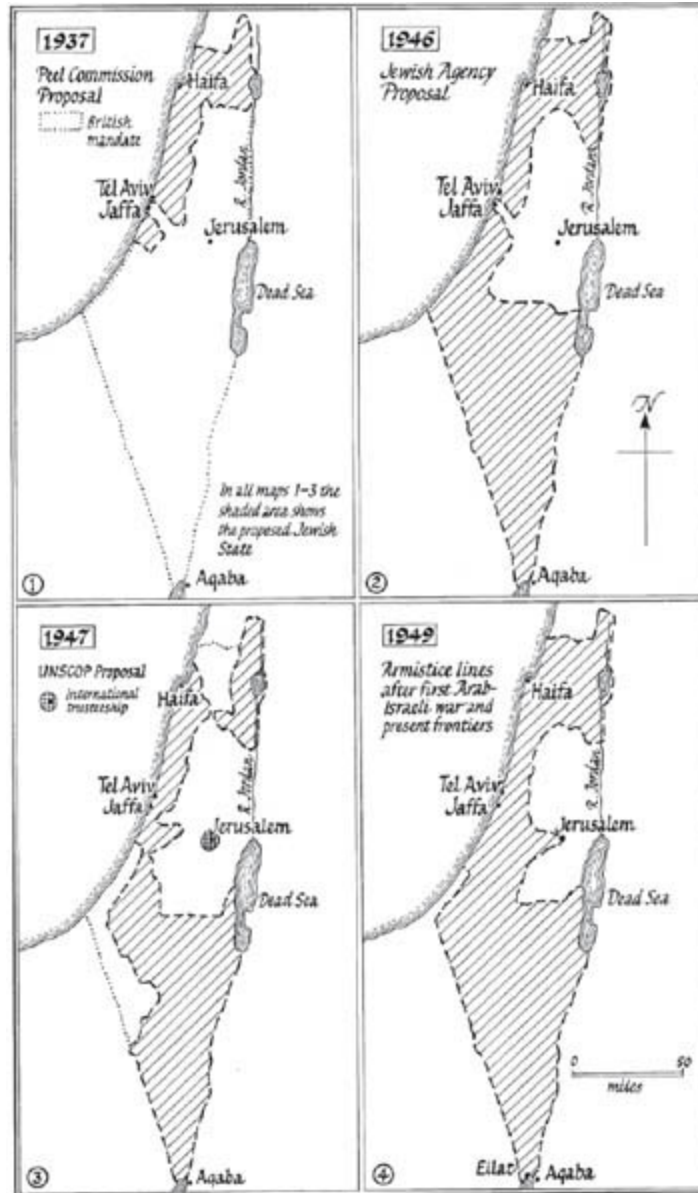 1937
Peel Commission
Proposal
British
mandate
Haifa
Tel Aviv
Jaffa
R. Jordan
Jerusalem
Dead Sea
In all maps 1-3 the
shaded area shows
the proposed Jewish
State
Aqaba
1
1946
Jewish Agency
Proposal
Haifa
Tel Aviv
Jaffa
R. Jordan
Jerusalem
Dead Sea
N
Aqaba
2
1947
UNSCOP Proposal
International
trusteeship
Haifa
Tel Aviv
Jaffa
R. Jordan
Jerusalem
Dead Sea
Aqaba
3
1949
Armistice lines
after first Arab-
Israeli war and
present frontiers
Haifa
Tel Aviv
Jaffa
R. Jordan
Jerusalem
Dead Sea
0 50
miles
Eilat Aqaba
4